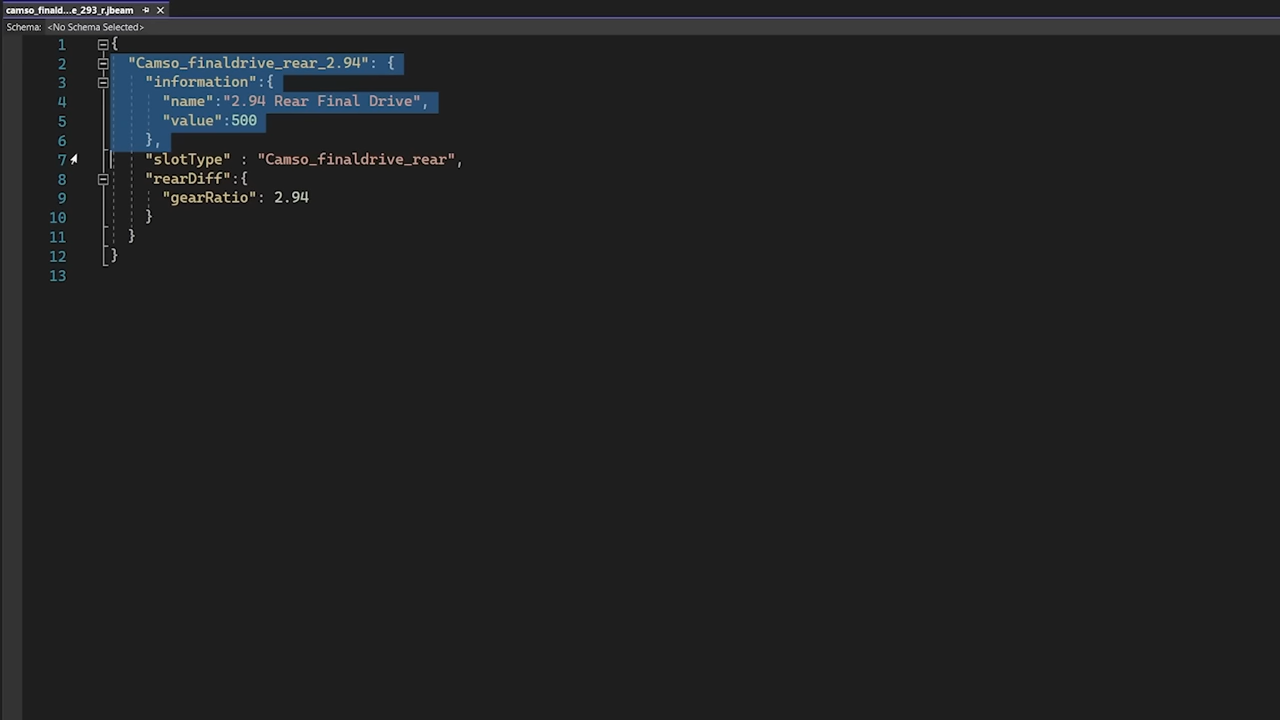 camso_finald...e_293_r.jbeam
Schema: <No Schema Selected>
1 {
2 "Camso_finaldrive_rear_2.94": {
3 "information":{
4 "name":"2.94 Rear Final Drive",
5 "value":500
6 },
7 "slotType" : "Camso_finaldrive_rear",
8 "rearDiff":{
9 "gearRatio": 2.94
10 }
11 }
12 }
13